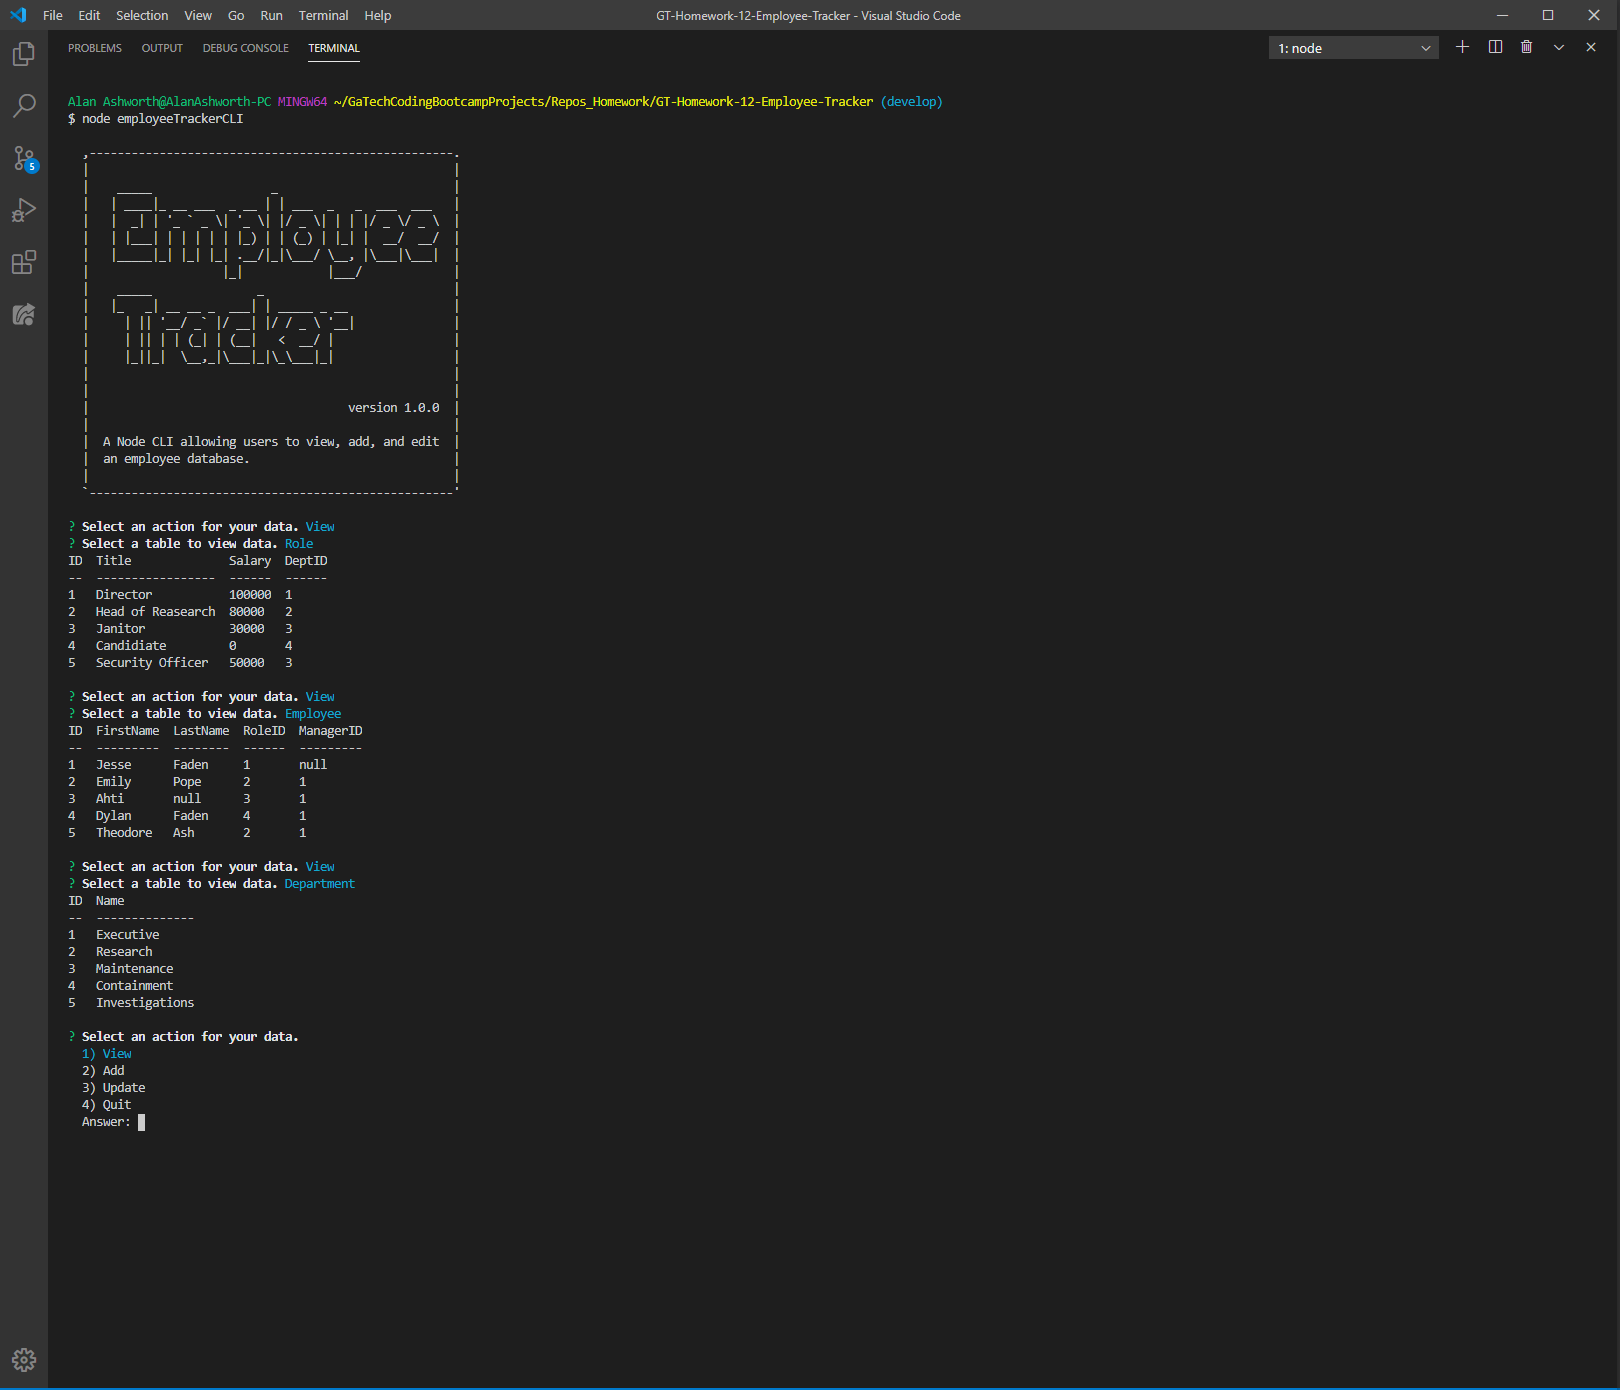 File Edit Selection View Go Run Terminal Help GT-Homework-12-Employee-Tracker - Visual Studio Code
PROBLEMS OUTPUT DEBUG CONSOLE TERMINAL 1: node
5
Alan Ashworth@AlanAshworth-PC MINGW64 ~/GaTechCodingBootcampProjects/Repos_Homework/GT-Homework-12-Employee-Tracker (develop)
$ node employeeTrackerCLI
Employee
Tracker
version 1.0.0
A Node CLI allowing users to view, add, and edit
an employee database.
? Select an action for your data. View
? Select a table to view data. Role
ID Title Salary DeptID
-- ----------------- ------ ------
1 Director 100000 1
2 Head of Reasearch 80000 2
3 Janitor 30000 3
4 Candidiate 0 4
5 Security Officer 50000 3
? Select an action for your data. View
? Select a table to view data. Employee
ID FirstName LastName RoleID ManagerID
-- --------- -------- ------ ---------
1 Jesse Faden 1 null
2 Emily Pope 2 1
3 Ahti null 3 1
4 Dylan Faden 4 1
5 Theodore Ash 2 1
? Select an action for your data. View
? Select a table to view data. Department
ID Name
-- --------------
1 Executive
2 Research
3 Maintenance
4 Containment
5 Investigations
? Select an action for your data.
1) View
2) Add
3) Update
4) Quit
Answer: